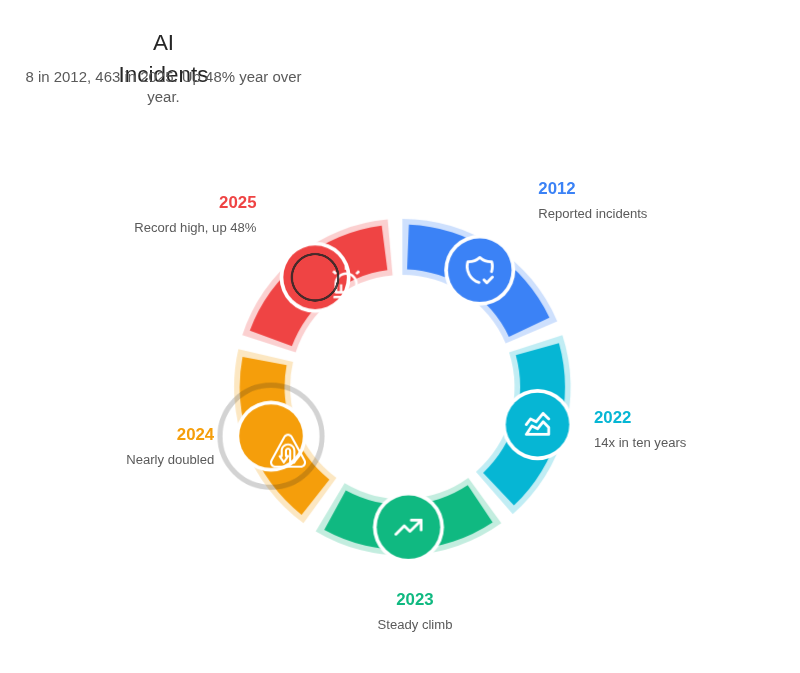 AI
Incidents
8 in 2012, 463 in 2025. Up 48% year over
year.
2025
Record high, up 48%
2012
Reported incidents
2022
14x in ten years
2024
Nearly doubled
2023
Steady climb